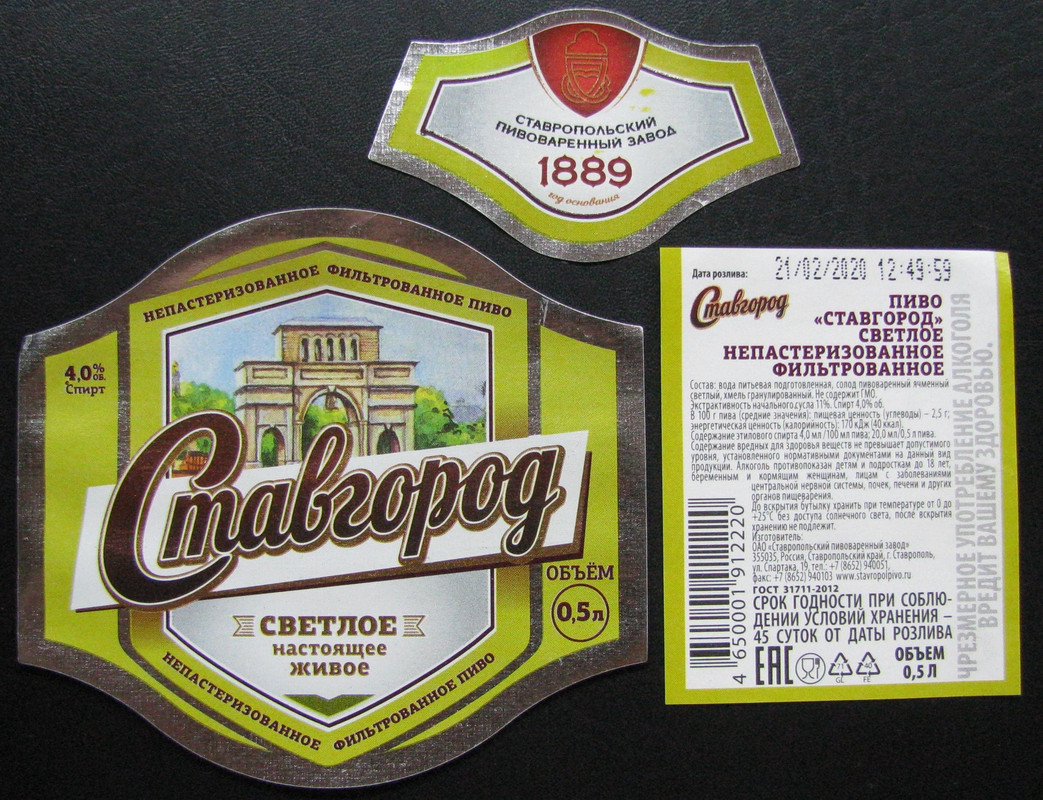 СТАВРОПОЛЬСКИЙ
ПИВОВАРЕННЫЙ ЗАВОД
1889
год основания
НЕПАСТЕРИЗОВАННОЕ ФИЛЬТРОВАННОЕ ПИВО
4,0% ОБ.
Спирт
Ставгород
ОБЪЁМ
0,5 л
СВЕТЛОЕ
настоящее
живое
НЕПАСТЕРИЗОВАННОЕ ФИЛЬТРОВАННОЕ ПИВО
Дата розлива: 21/02/2020 12:49:59
Ставгород
ПИВО
«СТАВГОРОД»
СВЕТЛОЕ
НЕПАСТЕРИЗОВАННОЕ
ФИЛЬТРОВАННОЕ
Состав: вода питьевая подготовленная, солод пивоваренный ячменный
светлый, хмель гранулированный. Не содержит ГМО.
Экстрактивность начального сусла 11%. Спирт 4,0% об.
В 100 г пива (средние значения): пищевая ценность (углеводы) – 2,5 г;
энергетическая ценность (калорийность): 170 кДж (40 ккал).
Содержание этилового спирта 4,0 мл /100 мл пива; 20,0 мл/0,5 л пива.
Содержание вредных для здоровья веществ не превышает допустимого
уровня, установленного нормативными документами на данный вид
продукции. Алкоголь противопоказан детям и подросткам до 18 лет,
беременным и кормящим женщинам, лицам с заболеваниями
центральной нервной системы, почек, печени и других
органов пищеварения.
До вскрытия бутылку хранить при температуре от 0 до
+25°С без доступа солнечного света, после вскрытия
хранению не подлежит.
Изготовитель:
ОАО «Ставропольский пивоваренный завод»
355035, Россия, Ставропольский край, г. Ставрополь,
ул. Спартака, 19, тел.: +7 (8652) 940051,
факс: +7 (8652) 940103 www.stavropolpivo.ru
ГОСТ 31711-2012
СРОК ГОДНОСТИ ПРИ СОБЛЮ-
ДЕНИИ УСЛОВИЙ ХРАНЕНИЯ –
45 СУТОК ОТ ДАТЫ РОЗЛИВА
EAC
71
GL
40
FE
ОБЪЕМ
0,5 Л
4 650001 912220
ЧРЕЗМЕРНОЕ УПОТРЕБЛЕНИЕ АЛКОГОЛЯ
ВРЕДИТ ВАШЕМУ ЗДОРОВЬЮ.